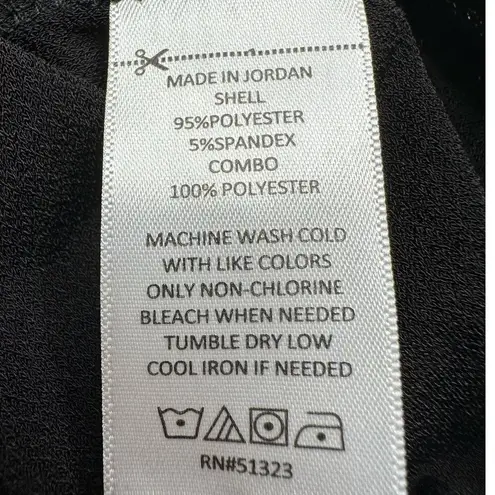 MADE IN JORDAN
SHELL
95%POLYESTER
5%SPANDEX
COMBO
100% POLYESTER
MACHINE WASH COLD
WITH LIKE COLORS
ONLY NON-CHLORINE
BLEACH WHEN NEEDED
TUMBLE DRY LOW
COOL IRON IF NEEDED
RN#51323